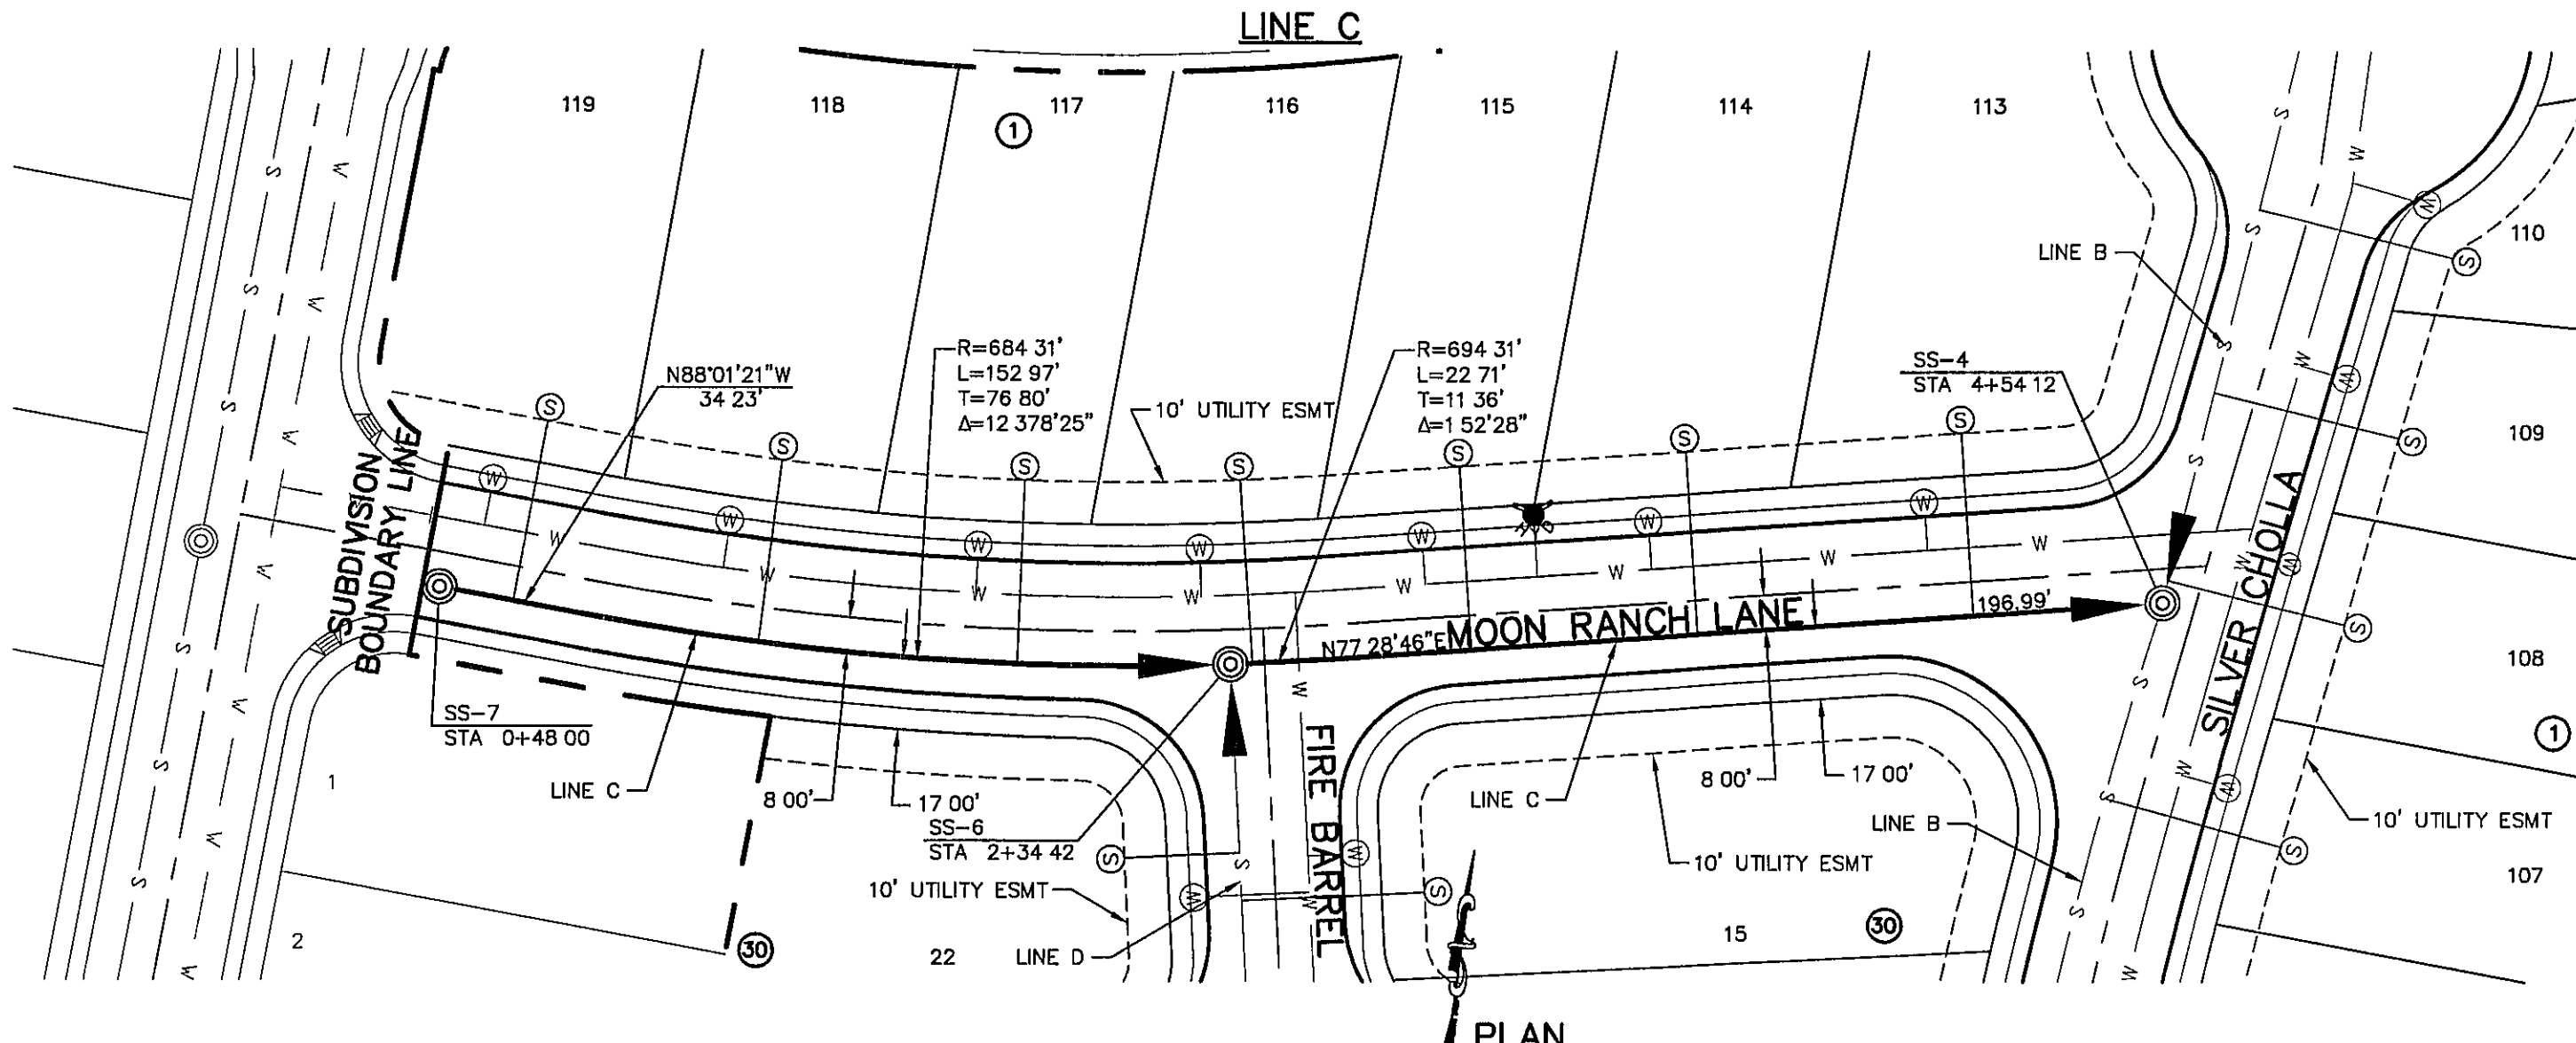 LINE C
119
118
117
116
115
114
113
1
110
LINE B
109
N88°01'21"W
34 23'
R=684 31'
L=152 97'
T=76 80'
Δ=12 378'25"
10' UTILITY ESMT
R=694 31'
L=22 71'
T=11 36'
Δ=1 52'28"
SS-4
STA 4+54 12
SUBDIVISION
BOUNDARY LINE
S
S
S
S
S
S
S
W
W
W
W
W
W
W
N77 28'46"E
MOON RANCH LANE
196.99'
SILVER CHOLLA
108
1
SS-7
STA 0+48 00
1
LINE C
8 00'
17 00'
SS-6
STA 2+34 42
FIRE BARREL
LINE C
8 00'
17 00'
LINE B
10' UTILITY ESMT
10' UTILITY ESMT
10' UTILITY ESMT
107
2
30
22
LINE D
15
30
PLAN